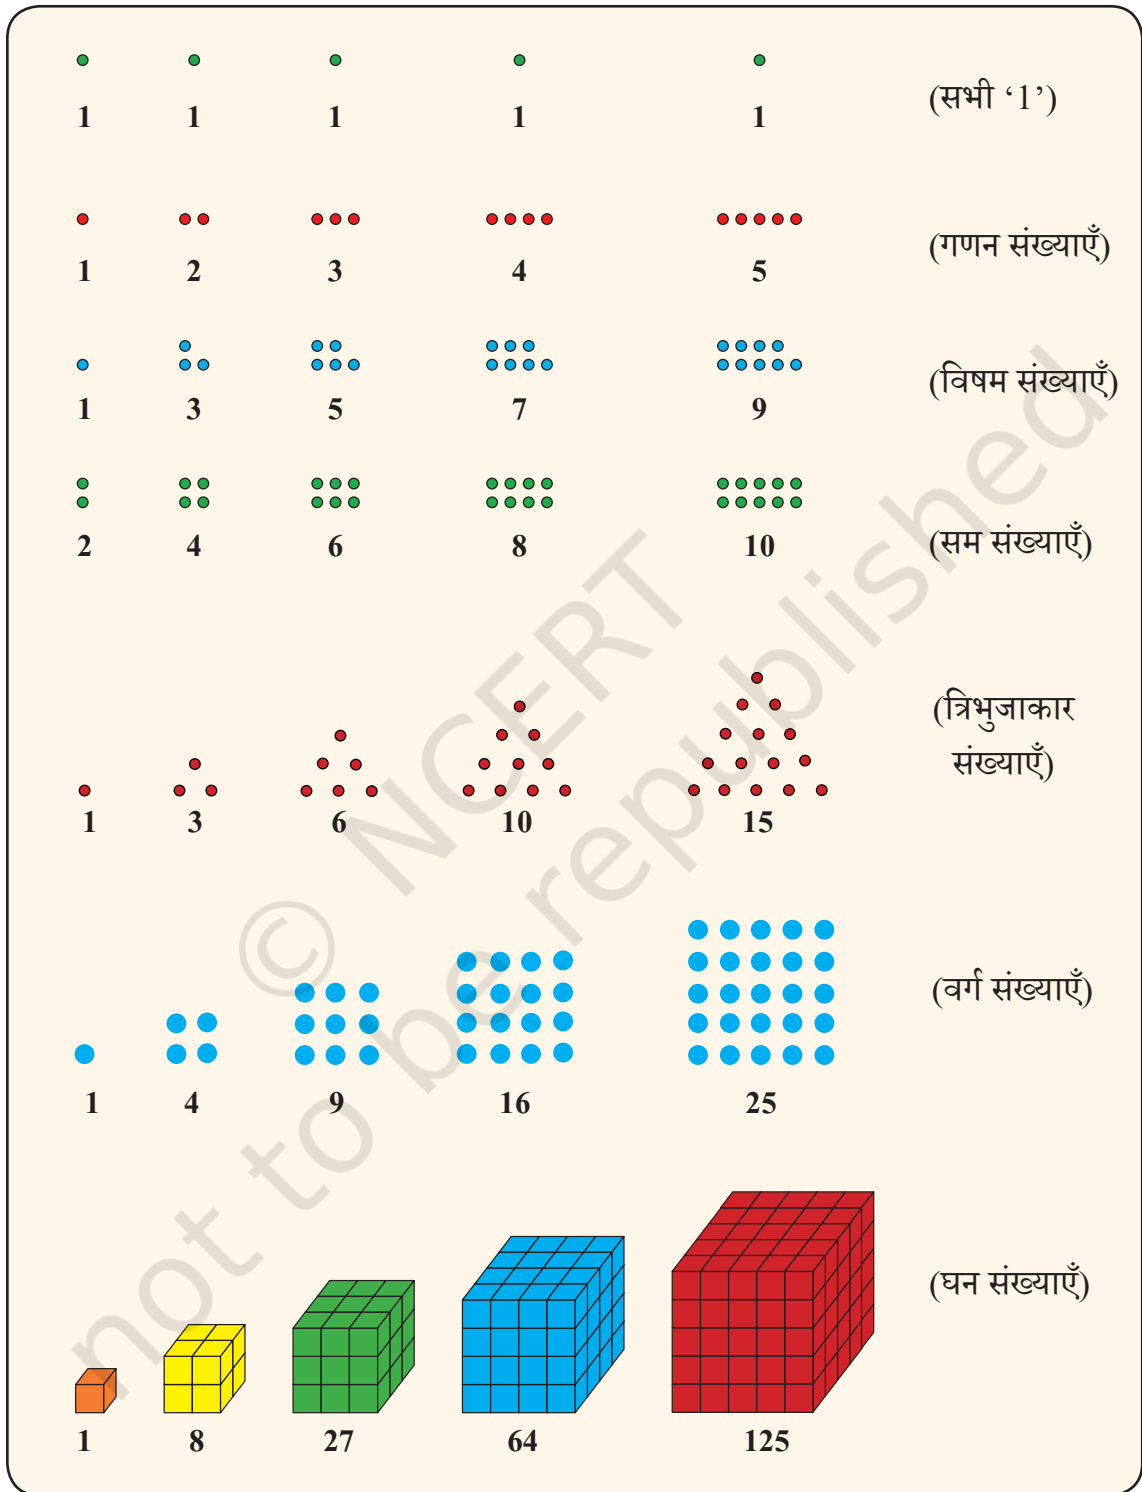 1 1 1 1 1 (सभी ‘1’)
1 2 3 4 5 (गणन संख्याएँ)
1 3 5 7 9 (विषम संख्याएँ)
2 4 6 8 10 (सम संख्याएँ)
(त्रिभुजाकार
संख्याएँ)
1 3 6 10 15
(वर्ग संख्याएँ)
1 4 9 16 25
(घन संख्याएँ)
1 8 27 64 125
© NCERT
not to be republished